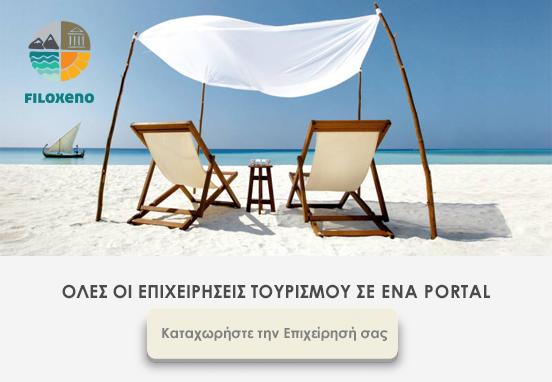 FILOXENO
ΟΛΕΣ ΟΙ ΕΠΙΧΕΙΡΗΣΕΙΣ ΤΟΥΡΙΣΜΟΥ ΣΕ ΕΝΑ PORTAL
Καταχωρήστε την Επιχείρησή σας